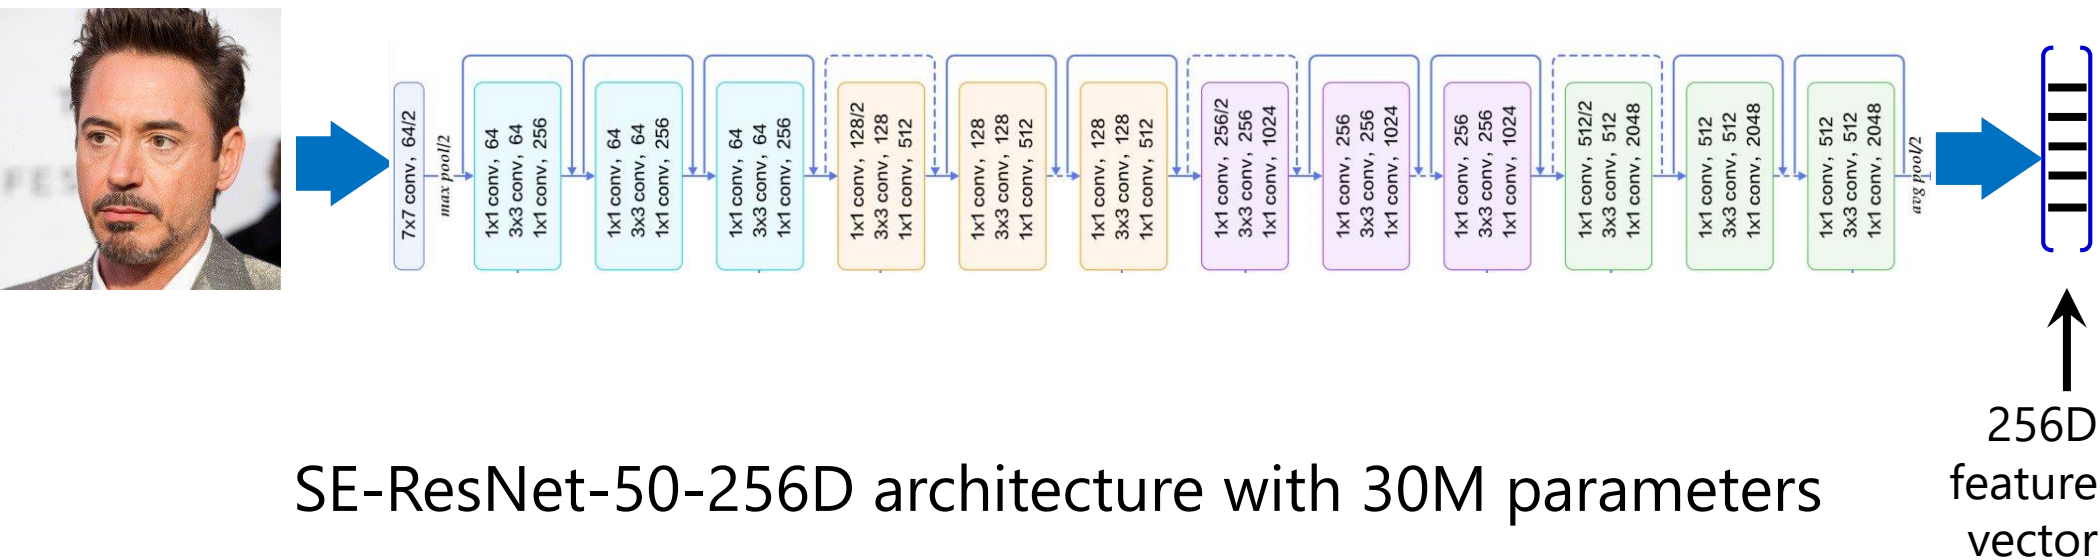 FES
7x7 conv, 64/2
max pool/2
1x1 conv, 64
3x3 conv, 64
1x1 conv, 256
1x1 conv, 64
3x3 conv, 64
1x1 conv, 256
1x1 conv, 64
3x3 conv, 64
1x1 conv, 256
1x1 conv, 128/2
3x3 conv, 128
1x1 conv, 512
1x1 conv, 128
3x3 conv, 128
1x1 conv, 512
1x1 conv, 128
3x3 conv, 128
1x1 conv, 512
1x1 conv, 256/2
3x3 conv, 256
1x1 conv, 1024
1x1 conv, 256
3x3 conv, 256
1x1 conv, 1024
1x1 conv, 256
3x3 conv, 256
1x1 conv, 1024
1x1 conv, 512/2
3x3 conv, 512
1x1 conv, 2048
1x1 conv, 512
3x3 conv, 512
1x1 conv, 2048
1x1 conv, 512
3x3 conv, 512
1x1 conv, 2048
avg pool/2
256D
feature
vector
SE-ResNet-50-256D architecture with 30M parameters